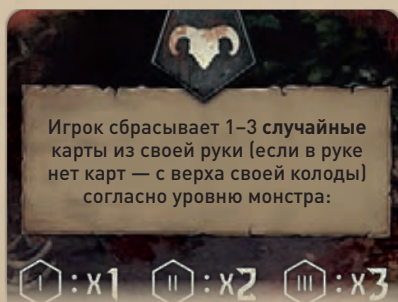 Игрок сбрасывает 1–3 случайные
карты из своей руки (если в руке
нет карт — с верха своей колоды)
согласно уровню монстра:
I : X1 II : X2 III : X3